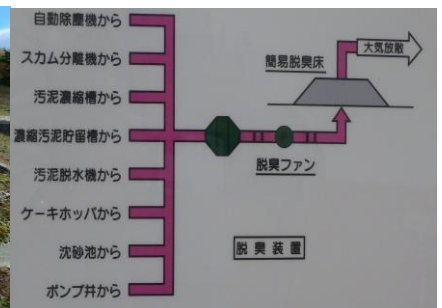 自動除塵機から
スカム分離機から
汚泥濃縮槽から
濃縮汚泥貯留槽から
汚泥脱水機から
ケーキホッパから
沈砂池から
ポンプ井から
簡易脱臭床
大気放散
脱臭ファン
脱臭装置